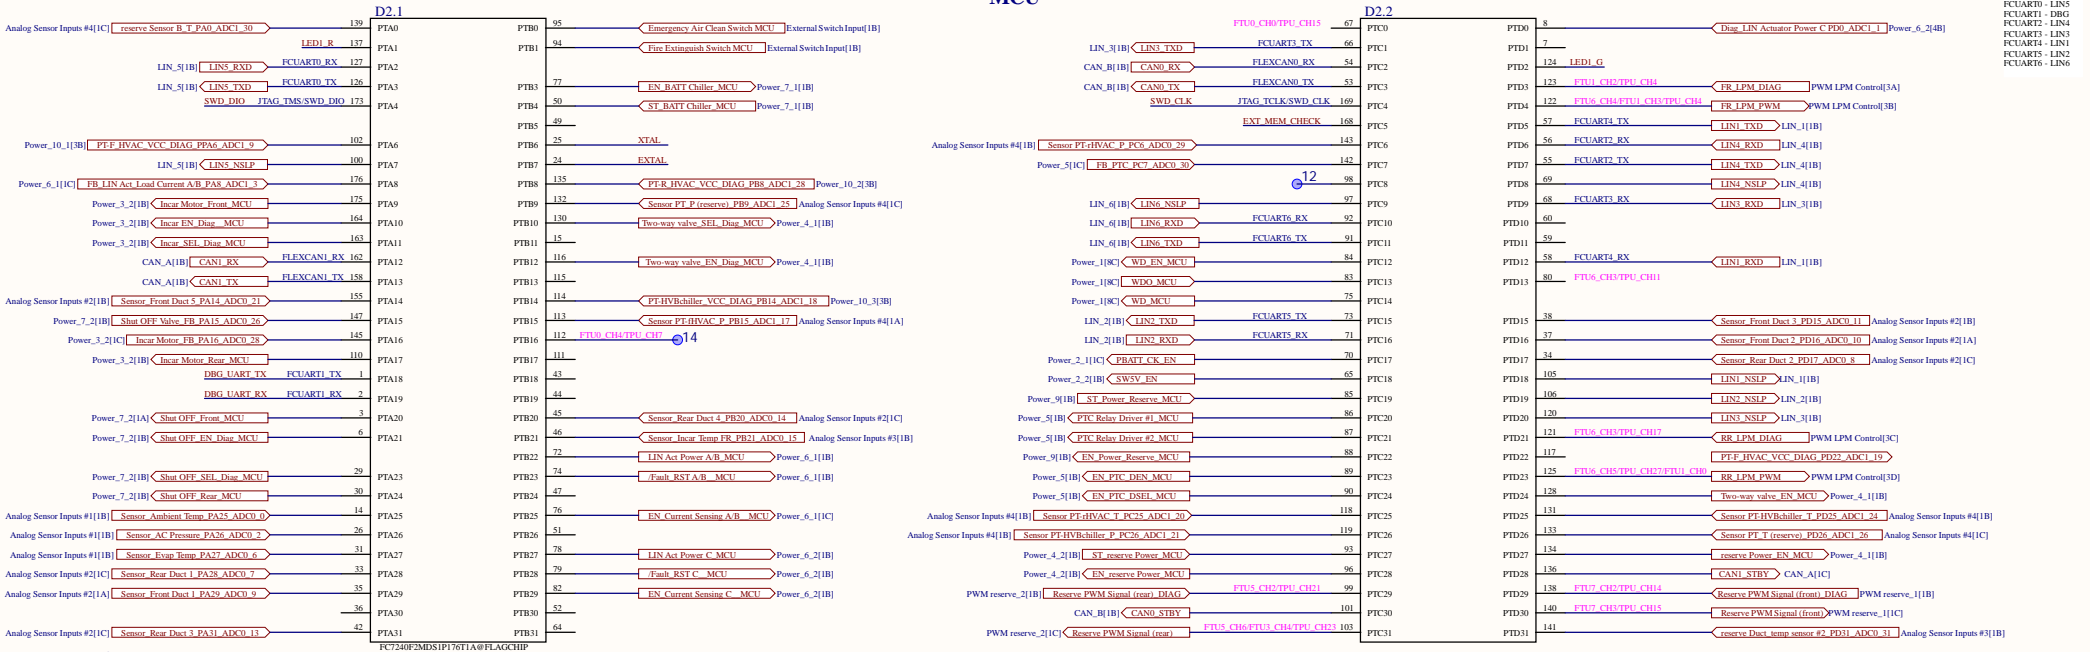 MCU
FCUART0 - LIN5
FCUART1 - DBG
FCUART2 - LIN4
FCUART3 - LIN3
FCUART4 - LIN1
FCUART5 - LIN2
FCUART6 - LIN6
D2.1
Analog Sensor Inputs #4[1C] reserve Sensor B_T_PA0_ADC1_30 139 PTA0
LED1_R 137 PTA1
LIN_5[1B] LIN5_RXD FCUART0_RX 127 PTA2
LIN_5[1B] LIN5_TXD FCUART0_TX 126 PTA3
SWD_DIO JTAG_TMS/SWD_DIO 173 PTA4
Power_10_1[3B] PT-F_HVAC_VCC_DIAG_PPA6_ADC1_9 102 PTA6
LIN_5[1B] LIN5_NSLP 100 PTA7
Power_6_1[1C] FB_LIN Act_Load Current A/B_PA8_ADC1_3 176 PTA8
Power_3_2[1B] Incar Motor_Front_MCU 175 PTA9
Power_3_2[1B] Incar EN_Diag__MCU 164 PTA10
Power_3_2[1B] Incar_SEL_Diag_MCU 163 PTA11
CAN_A[1B] CAN1_RX FLEXCAN1_RX 162 PTA12
CAN_A[1B] CAN1_TX FLEXCAN1_TX 158 PTA13
Analog Sensor Inputs #2[1B] Sensor_Front Duct 5_PA14_ADC0_21 155 PTA14
Power_7_2[1B] Shut OFF Valve_FB_PA15_ADC0_26 147 PTA15
Power_3_2[1C] Incar Motor_FB_PA16_ADC0_28 145 PTA16
Power_3_2[1B] Incar Motor_Rear_MCU 110 PTA17
DBG_UART_TX FCUART1_TX 1 PTA18
DBG_UART_RX FCUART1_RX 2 PTA19
Power_7_2[1A] Shut OFF_Front_MCU 3 PTA20
Power_7_2[1B] Shut OFF_EN_Diag_MCU 6 PTA21
Power_7_2[1B] Shut OFF_SEL_Diag_MCU 29 PTA23
Power_7_2[1B] Shut OFF_Rear_MCU 30 PTA24
Analog Sensor Inputs #1[1B] Sensor_Ambient Temp_PA25_ADC0_0 14 PTA25
Analog Sensor Inputs #1[1B] Sensor_AC Pressure_PA26_ADC0_2 26 PTA26
Analog Sensor Inputs #1[1B] Sensor_Evap Temp_PA27_ADC0_6 31 PTA27
Analog Sensor Inputs #2[1C] Sensor_Rear Duct 1_PA28_ADC0_7 33 PTA28
Analog Sensor Inputs #2[1A] Sensor_Front Duct 1_PA29_ADC0_9 35 PTA29
36 PTA30
Analog Sensor Inputs #2[1C] Sensor_Rear Duct 3_PA31_ADC0_13 42 PTA31
PTB0 95 Emergency Air Clean Switch MCU External Switch Input[1B]
PTB1 94 Fire Extinguish Switch MCU External Switch Input[1B]
PTB3 77 EN_BATT Chiller_MCU Power_7_1[1B]
PTB4 50 ST_BATT Chiller_MCU Power_7_1[1B]
PTB5 49
PTB6 25 XTAL
PTB7 24 EXTAL
PTB8 135 PT-R_HVAC_VCC_DIAG_PB8_ADC1_28 Power_10_2[3B]
PTB9 132 Sensor PT_P (reserve)_PB9_ADC1_25 Analog Sensor Inputs #4[1C]
PTB10 130 Two-way valve_SEL_Diag_MCU Power_4_1[1B]
PTB11 15
PTB12 116 Two-way valve_EN_Diag_MCU Power_4_1[1B]
PTB13 115
PTB14 114 PT-HVBchiller_VCC_DIAG_PB14_ADC1_18 Power_10_3[3B]
PTB15 113 Sensor PT-fHVAC_P_PB15_ADC1_17 Analog Sensor Inputs #4[1A]
PTB16 112 FTU0_CH4/TPU_CH7 14
PTB17 111
PTB18 43
PTB19 44
PTB20 45 Sensor_Rear Duct 4_PB20_ADC0_14 Analog Sensor Inputs #2[1C]
PTB21 46 Sensor_Incar Temp FR_PB21_ADC0_15 Analog Sensor Inputs #3[1B]
PTB22 72 LIN Act Power A/B_MCU Power_6_1[1B]
PTB23 74 /Fault_RST A/B__MCU Power_6_1[1B]
PTB24 47
PTB25 76 EN_Current Sensing A/B__MCU Power_6_1[1C]
PTB26 51
PTB27 78 LIN Act Power C_MCU Power_6_2[1B]
PTB28 79 /Fault_RST C__MCU Power_6_2[1B]
PTB29 82 EN_Current Sensing C__MCU Power_6_2[1B]
PTB30 52
PTB31 64
FC7240F2MDS1P176T1A@FLAGCHIP
D2.2
FTU0_CH0/TPU_CH15 67 PTC0
LIN_3[1B] LIN3_TXD FCUART3_TX 66 PTC1
CAN_B[1B] CAN0_RX FLEXCAN0_RX 54 PTC2
CAN_B[1B] CAN0_TX FLEXCAN0_TX 53 PTC3
SWD_CLK JTAG_TCLK/SWD_CLK 169 PTC4
EXT_MEM_CHECK 168 PTC5
Analog Sensor Inputs #4[1B] Sensor PT-rHVAC_P_PC6_ADC0_29 143 PTC6
Power_5[1C] FB_PTC_PC7_ADC0_30 142 PTC7
12 98 PTC8
LIN_6[1B] LIN6_NSLP 97 PTC9
LIN_6[1B] LIN6_RXD FCUART6_RX 92 PTC10
LIN_6[1B] LIN6_TXD FCUART6_TX 91 PTC11
Power_1[8C] WD_EN_MCU 84 PTC12
Power_1[8C] WDO_MCU 83 PTC13
Power_1[8C] WD_MCU 75 PTC14
LIN_2[1B] LIN2_TXD FCUART5_TX 73 PTC15
LIN_2[1B] LIN2_RXD FCUART5_RX 71 PTC16
Power_2_1[1C] PBATT_CK_EN 70 PTC17
Power_2_2[1B] SW5V_EN 65 PTC18
Power_9[1B] ST_Power_Reserve_MCU 85 PTC19
Power_5[1B] PTC Relay Driver #1_MCU 86 PTC20
Power_5[1B] PTC Relay Driver #2_MCU 87 PTC21
Power_9[1B] EN_Power_Reserve_MCU 88 PTC22
Power_5[1B] EN_PTC_DEN_MCU 89 PTC23
Power_5[1B] EN_PTC_DSEL_MCU 90 PTC24
Analog Sensor Inputs #4[1B] Sensor PT-rHVAC_T_PC25_ADC1_20 118 PTC25
Analog Sensor Inputs #4[1B] Sensor PT-HVBchiller_P_PC26_ADC1_21 119 PTC26
Power_4_2[1B] ST_reserve Power_MCU 93 PTC27
Power_4_2[1B] EN_reserve Power_MCU 96 PTC28
PWM reserve_2[1B] Reserve PWM Signal (rear)_DIAG FTU5_CH2/TPU_CH21 99 PTC29
CAN_B[1B] CAN0_STBY 101 PTC30
PWM reserve_2[1C] Reserve PWM Signal (rear) FTU5_CH6/FTU3_CH4/TPU_CH23 103 PTC31
PTD0 8 Diag_LIN Actuator Power C PD0_ADC1_1 Power_6_2[4B]
PTD1 7
PTD2 124 LED1_G
PTD3 123 FTU1_CH2/TPU_CH4 FR_LPM_DIAG PWM LPM Control[3A]
PTD4 122 FTU6_CH4/FTU1_CH3/TPU_CH4 FR_LPM_PWM PWM LPM Control[3B]
PTD5 57 FCUART4_TX LIN1_TXD LIN_1[1B]
PTD6 56 FCUART2_RX LIN4_RXD LIN_4[1B]
PTD7 55 FCUART2_TX LIN4_TXD LIN_4[1B]
PTD8 69 LIN4_NSLP LIN_4[1B]
PTD9 68 FCUART3_RX LIN3_RXD LIN_3[1B]
PTD10 60
PTD11 59
PTD12 58 FCUART4_RX LIN1_RXD LIN_1[1B]
PTD13 80 FTU6_CH3/TPU_CH11
PTD15 38 Sensor_Front Duct 3_PD15_ADC0_11 Analog Sensor Inputs #2[1B]
PTD16 37 Sensor_Front Duct 2_PD16_ADC0_10 Analog Sensor Inputs #2[1A]
PTD17 34 Sensor_Rear Duct 2_PD17_ADC0_8 Analog Sensor Inputs #2[1C]
PTD18 105 LIN1_NSLP LIN_1[1B]
PTD19 106 LIN2_NSLP LIN_2[1B]
PTD20 120 LIN3_NSLP LIN_3[1B]
PTD21 121 FTU6_CH3/TPU_CH17 RR_LPM_DIAG PWM LPM Control[3C]
PTD22 117 PT-F_HVAC_VCC_DIAG_PD22_ADC1_19
PTD23 125 FTU6_CH5/TPU_CH27/FTU1_CH0 RR_LPM_PWM PWM LPM Control[3D]
PTD24 128 Two-way valve_EN_MCU Power_4_1[1B]
PTD25 131 Sensor PT-HVBchiller_T_PD25_ADC1_24 Analog Sensor Inputs #4[1B]
PTD26 133 Sensor PT_T (reserve)_PD26_ADC1_26 Analog Sensor Inputs #4[1C]
PTD27 134 reserve Power_EN_MCU Power_4_1[1B]
PTD28 136 CAN1_STBY CAN_A[1C]
PTD29 138 FTU7_CH2/TPU_CH14 Reserve PWM Signal (front)_DIAG PWM reserve_1[1B]
PTD30 140 FTU7_CH3/TPU_CH15 Reserve PWM Signal (front) PWM reserve_1[1C]
PTD31 141 reserve Duct_temp sensor #2_PD31_ADC0_31 Analog Sensor Inputs #3[1B]